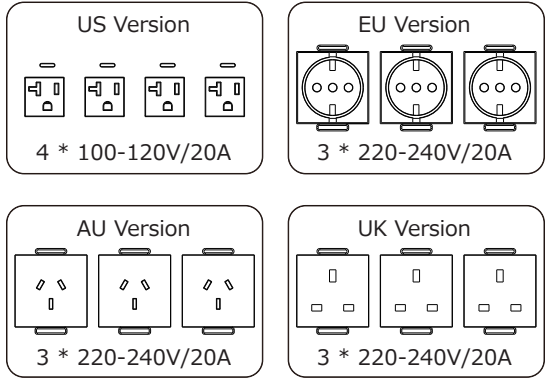 US Version
4 * 100-120V/20A
EU Version
3 * 220-240V/20A
AU Version
3 * 220-240V/20A
UK Version
3 * 220-240V/20A